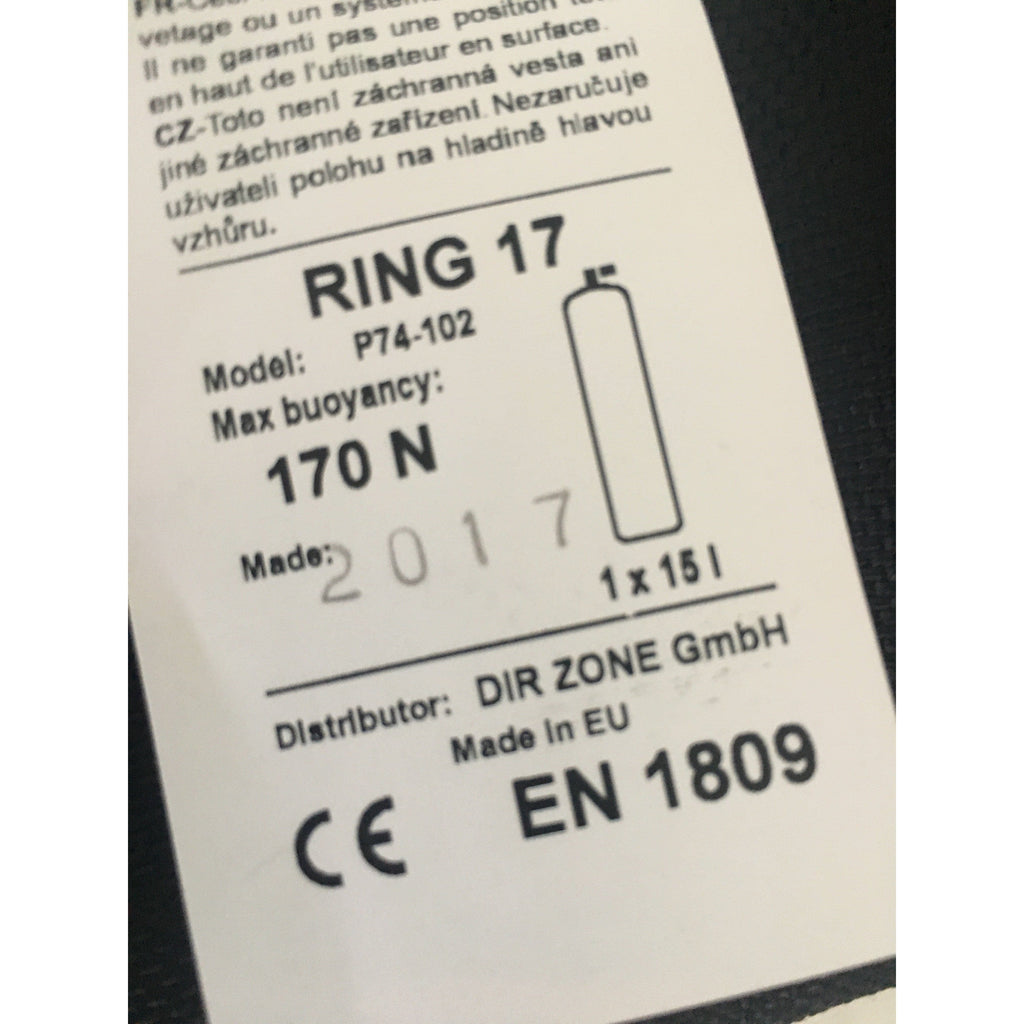 vetage ou un
Il ne garanti pas une position
en haut de l'utilisateur en surface.
CZ-Toto není záchranná vesta ani
jiné záchranné zařízení. Nezaručuje
uživateli polohu na hladině hlavou
vzhůru.
RING 17
Model: P74-102
Max buoyancy:
170 N
Made: 2017
1 x 15 l
Distributor: DIR ZONE GmbH
Made in EU
CE EN 1809